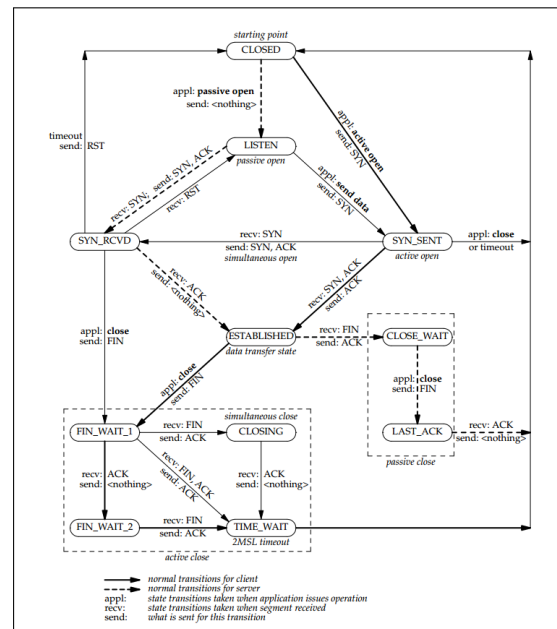 starting point
CLOSED
appl: passive open
send: <nothing>
appl: active open
send: SYN
timeout
send: RST
LISTEN
passive open
recv: SYN; send: SYN, ACK
recv: RST
appl: send data
send: SYN
SYN_RCVD
recv: SYN
send: SYN, ACK
simultaneous open
SYN_SENT
active open
appl: close
or timeout
recv: ACK
send: <nothing>
recv: SYN, ACK
send: ACK
appl: close
send: FIN
ESTABLISHED
data transfer state
recv: FIN
send: ACK
CLOSE_WAIT
appl: close
send: FIN
appl: close
send: FIN
LAST_ACK
recv: ACK
send: <nothing>
passive close
simultaneous close
FIN_WAIT_1
recv: FIN
send: ACK
CLOSING
recv: ACK
send: <nothing>
recv: FIN, ACK
send: ACK
recv: ACK
send: <nothing>
FIN_WAIT_2
recv: FIN
send: ACK
TIME_WAIT
2MSL timeout
active close
normal transitions for client
normal transitions for server
appl: state transitions taken when application issues operation
recv: state transitions taken when segment received
send: what is sent for this transition